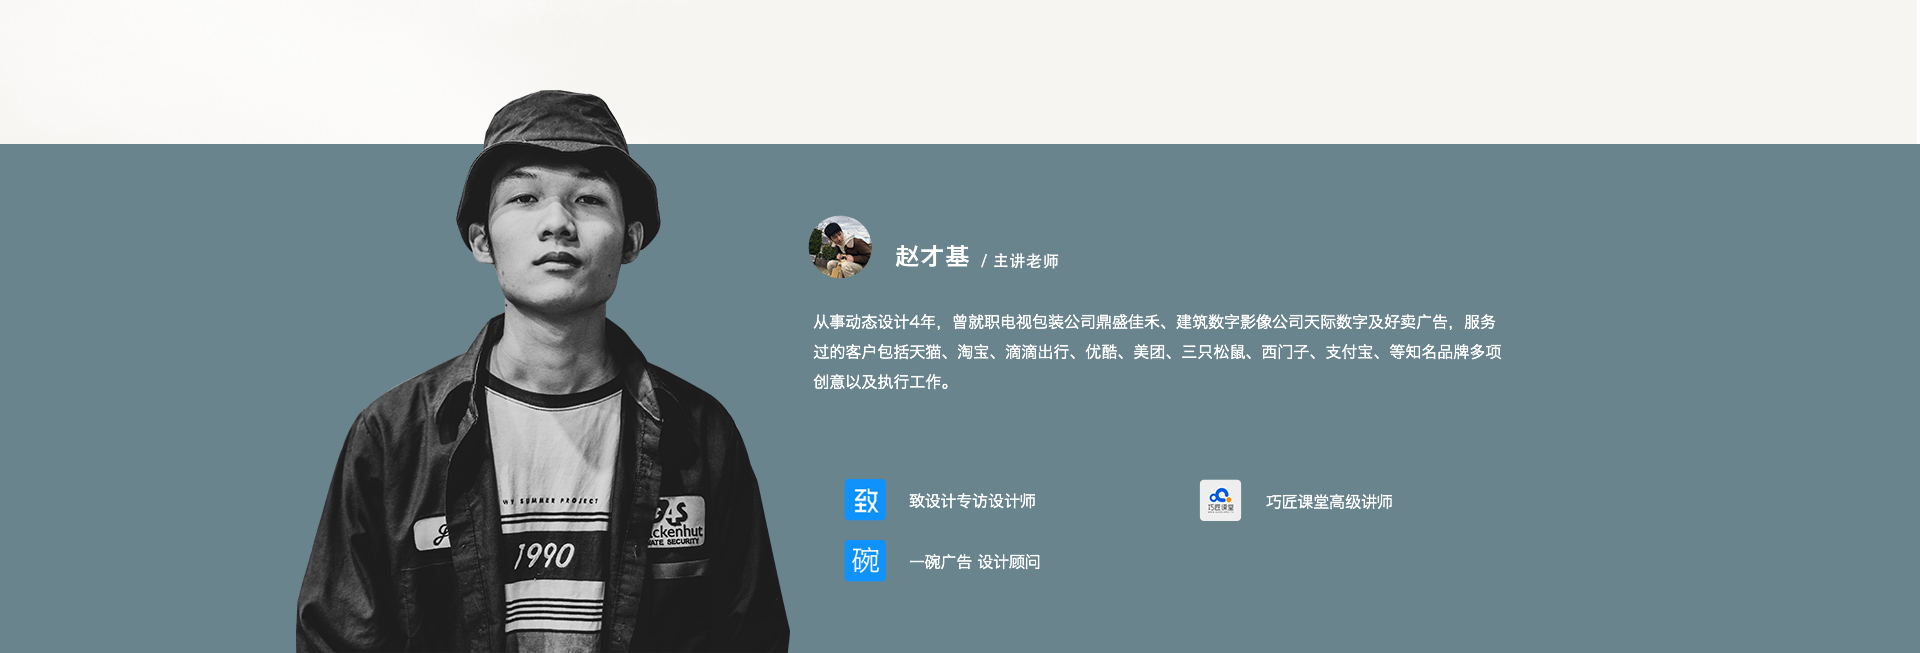 赵才基 / 主讲老师
从事动态设计4年，曾就职电视包装公司鼎盛佳禾、建筑数字影像公司天际数字及好卖广告，服务
过的客户包括天猫、淘宝、滴滴出行、优酷、美团、三只松鼠、西门子、支付宝、等知名品牌多项
创意以及执行工作。
致 致设计专访设计师
巧匠课堂 巧匠课堂高级讲师
碗 一碗广告 设计顾问
SUMMER PROJECT
1990
ackenhut
SECURITY